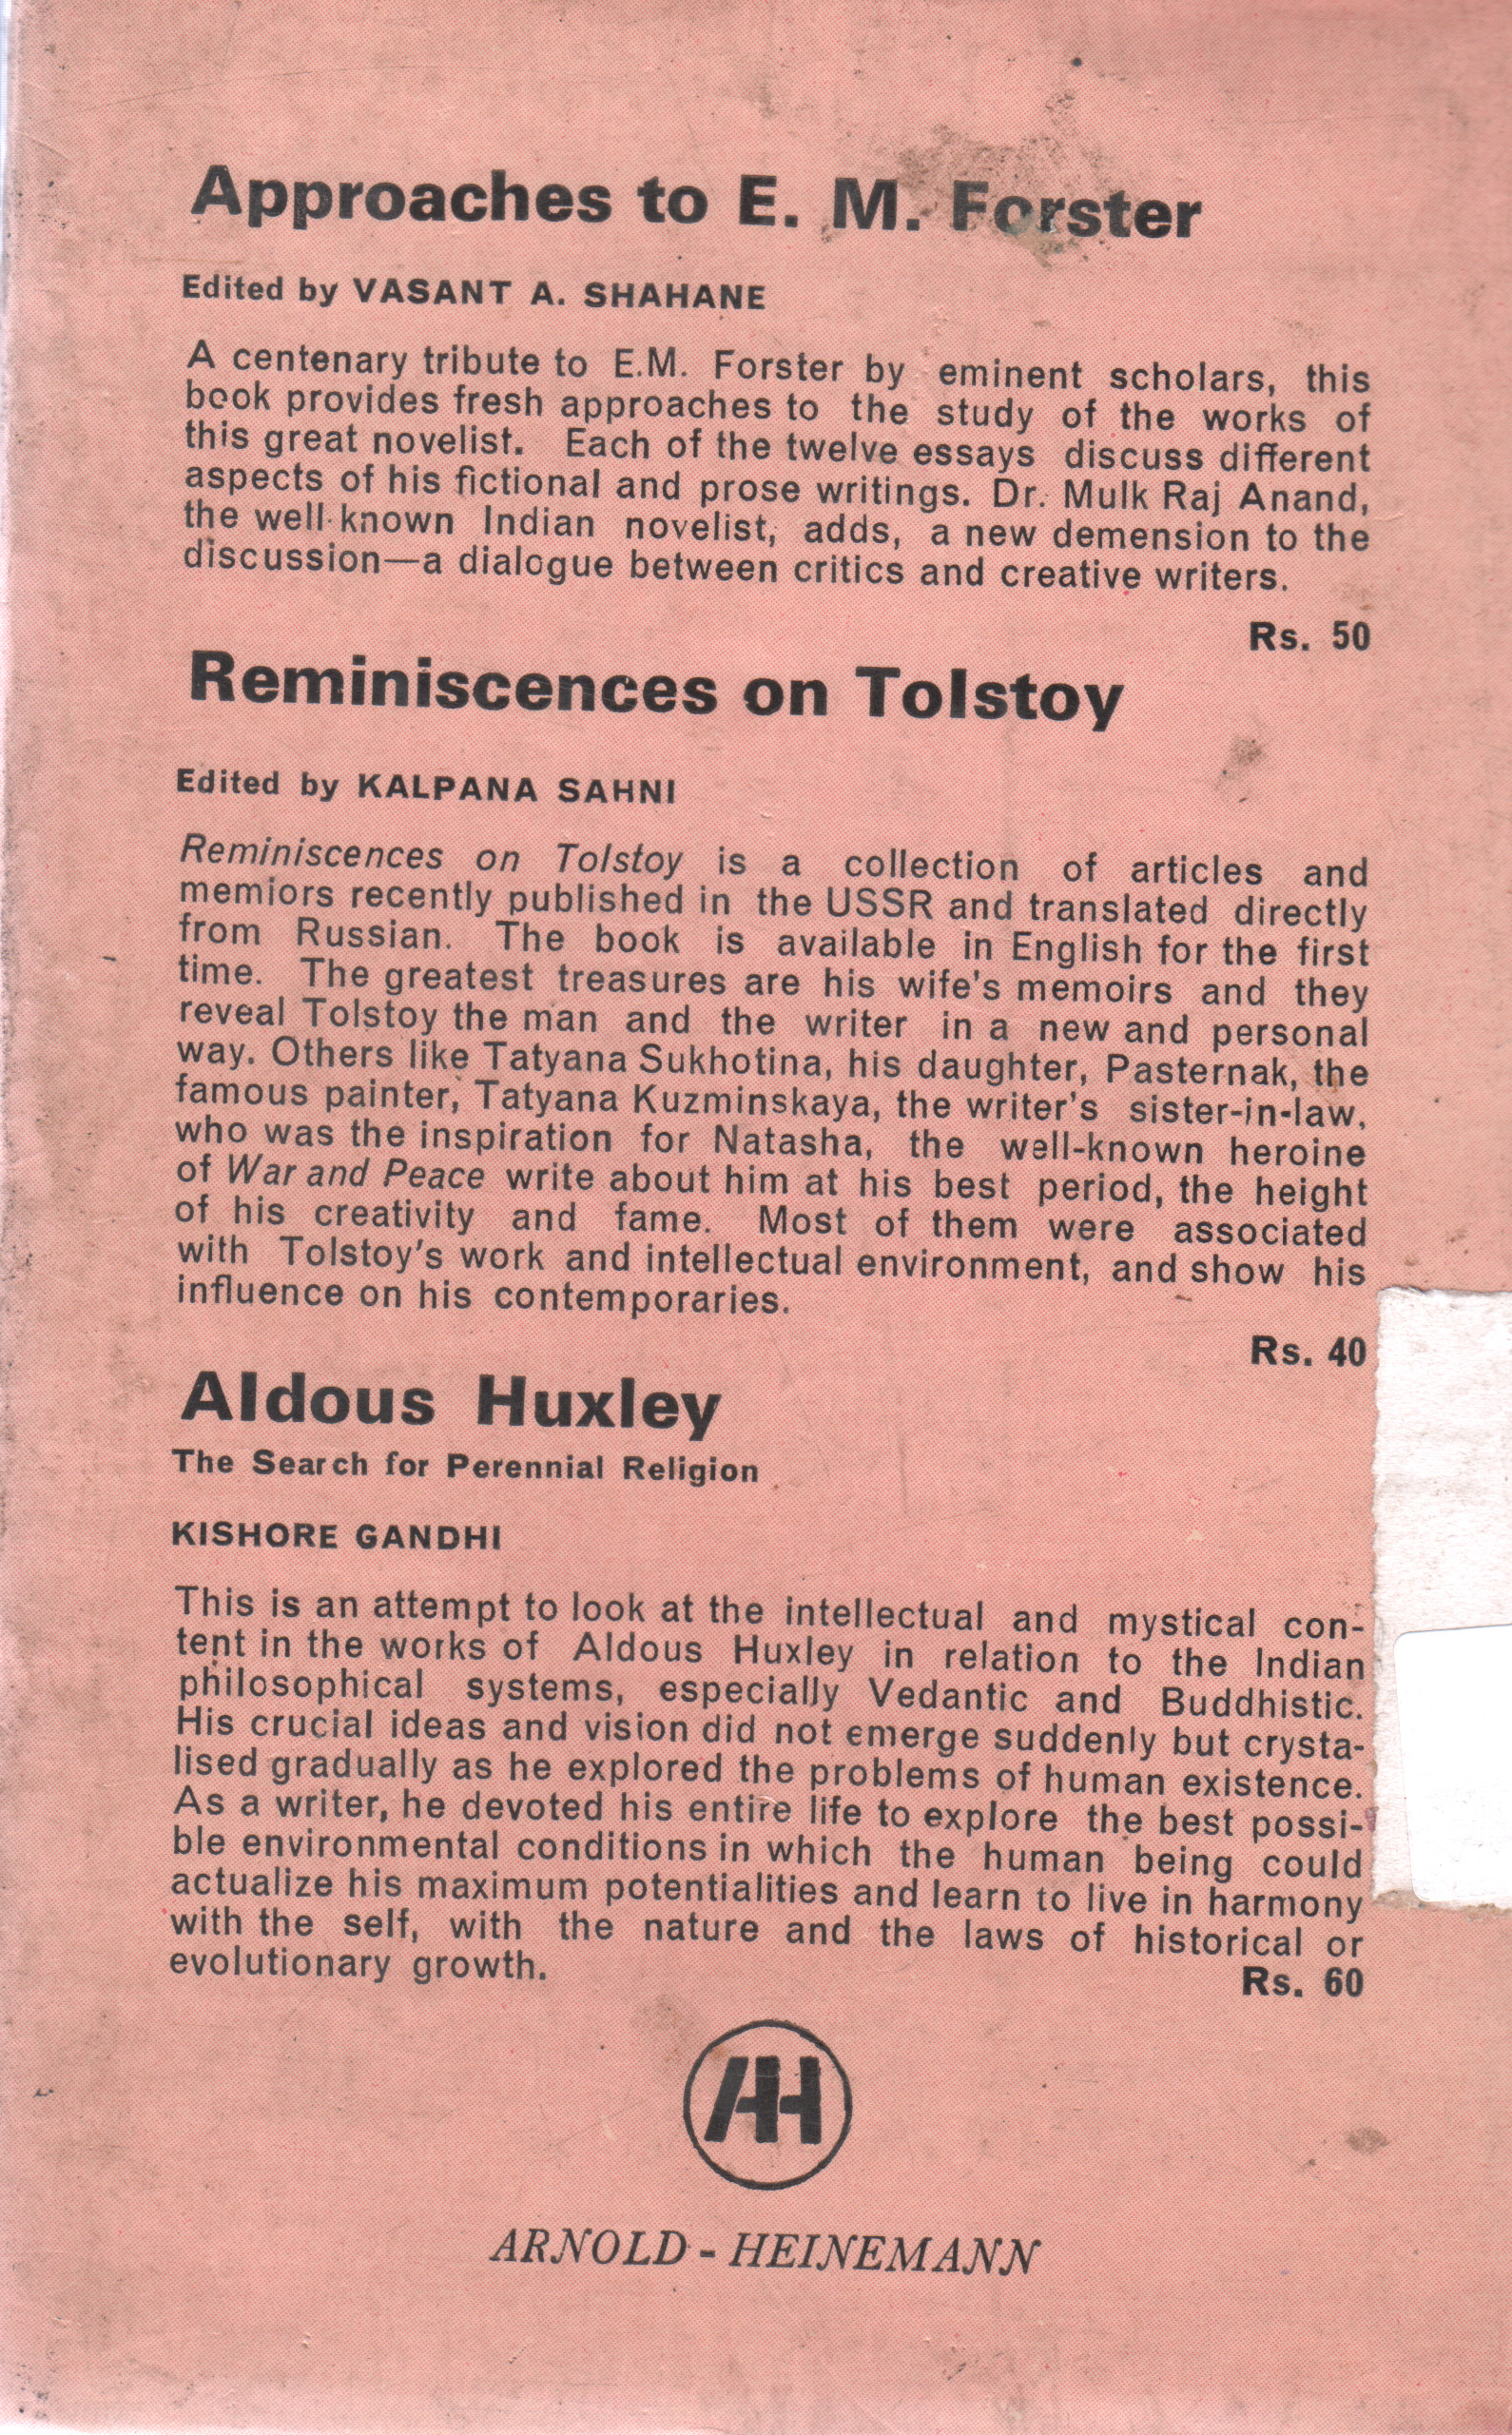 Approaches to E. M. Forster
Edited by VASANT A. SHAHANE
A centenary tribute to E.M. Forster by eminent scholars, this
book provides fresh approaches to the study of the works of
this great novelist. Each of the twelve essays discuss different
aspects of his fictional and prose writings. Dr. Mulk Raj Anand,
the well-known Indian novelist, adds, a new demension to the
discussion—a dialogue between critics and creative writers.
Rs. 50
Reminiscences on Tolstoy
Edited by KALPANA SAHNI
Reminiscences on Tolstoy is a collection of articles and
memiors recently published in the USSR and translated directly
from Russian. The book is available in English for the first
time. The greatest treasures are his wife's memoirs and they
reveal Tolstoy the man and the writer in a new and personal
way. Others like Tatyana Sukhotina, his daughter, Pasternak, the
famous painter, Tatyana Kuzminskaya, the writer's sister-in-law,
who was the inspiration for Natasha, the well-known heroine
of War and Peace write about him at his best period, the height
of his creativity and fame. Most of them were associated
with Tolstoy's work and intellectual environment, and show his
influence on his contemporaries.
Rs. 40
Aldous Huxley
The Search for Perennial Religion
KISHORE GANDHI
This is an attempt to look at the intellectual and mystical con-
tent in the works of Aldous Huxley in relation to the Indian
philosophical systems, especially Vedantic and Buddhistic.
His crucial ideas and vision did not emerge suddenly but crysta-
lised gradually as he explored the problems of human existence.
As a writer, he devoted his entire life to explore the best possi-
ble environmental conditions in which the human being could
actualize his maximum potentialities and learn to live in harmony
with the self, with the nature and the laws of historical or
evolutionary growth.
Rs. 60
AH
ARNOLD - HEINEMANN